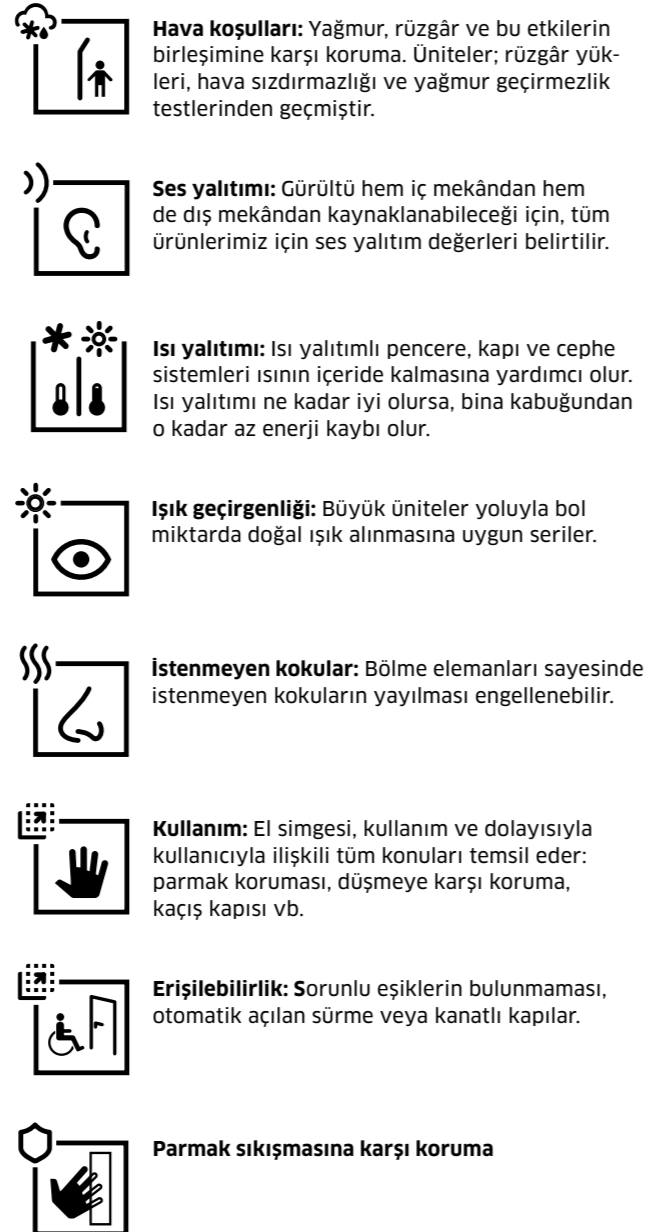 Hava koşulları: Yağmur, rüzgâr ve bu etkilerin
birleşimine karşı koruma. Üniteler; rüzgâr yük-
leri, hava sızdırmazlığı ve yağmur geçirmezlik
testlerinden geçmiştir.
Ses yalıtımı: Gürültü hem iç mekândan hem
de dış mekândan kaynaklanabileceği için, tüm
ürünlerimiz için ses yalıtım değerleri belirtilir.
Isı yalıtımı: Isı yalıtımlı pencere, kapı ve cephe
sistemleri ısının içeride kalmasına yardımcı olur.
Isı yalıtımı ne kadar iyi olursa, bina kabuğundan
o kadar az enerji kaybı olur.
Işık geçirgenliği: Büyük üniteler yoluyla bol
miktarda doğal ışık alınmasına uygun seriler.
İstenmeyen kokular: Bölme elemanları sayesinde
istenmeyen kokuların yayılması engellenebilir.
Kullanım: El simgesi, kullanım ve dolayısıyla
kullanıcıyla ilişkili tüm konuları temsil eder:
parmak koruması, düşmeye karşı koruma,
kaçış kapısı vb.
Erişilebilirlik: Sorunlu eşiklerin bulunmaması,
otomatik açılan sürme veya kanatlı kapılar.
Parmak sıkışmasına karşı koruma